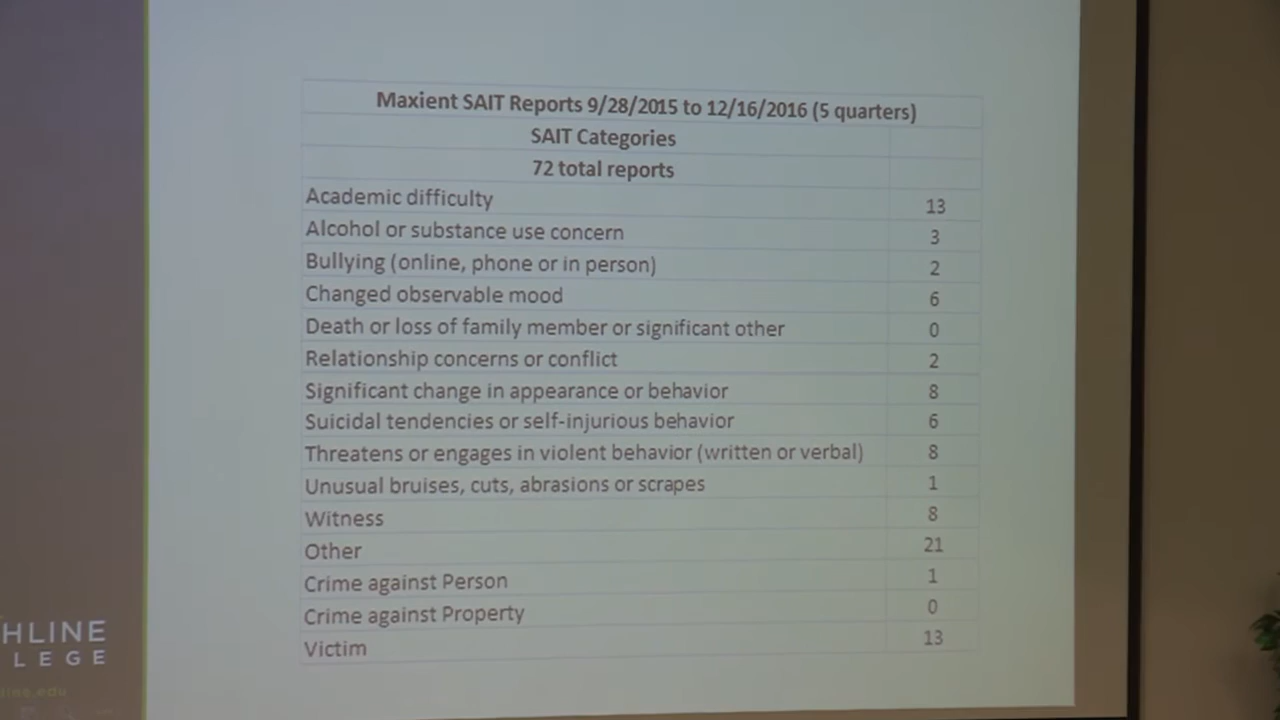 Maxient SAIT Reports 9/28/2015 to 12/16/2016 (5 quarters)
SAIT Categories
72 total reports
Academic difficulty 13
Alcohol or substance use concern 3
Bullying (online, phone or in person) 2
Changed observable mood 6
Death or loss of family member or significant other 0
Relationship concerns or conflict 2
Significant change in appearance or behavior 8
Suicidal tendencies or self-injurious behavior 6
Threatens or engages in violent behavior (written or verbal) 8
Unusual bruises, cuts, abrasions or scrapes 1
Witness 8
Other 21
Crime against Person 1
Crime against Property 0
Victim 13
HLINE
LEGE
line.edu